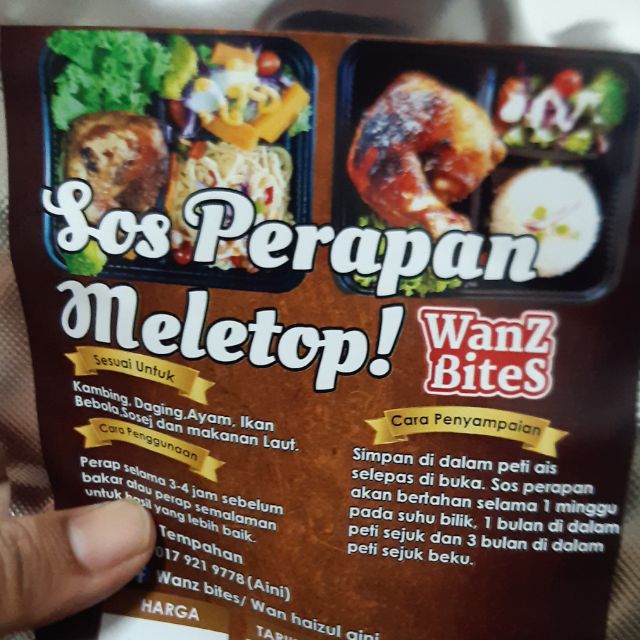 Sos Perapan
Meletop!
WanZ
BiteS
Sesuai Untuk
Kambing, Daging,Ayam, Ikan
Bebola,Sosej dan makanan Laut.
Cara Penggunaan
Perap selama 3-4 jam sebelum
bakar atau perap semalaman
untuk hasil yang lebih baik.
Cara Penyampaian
Simpan di dalam peti ais
selepas di buka. Sos perapan
akan bertahan selama 1 minggu
pada suhu bilik, 1 bulan di dalam
peti sejuk dan 3 bulan di dalam
peti sejuk beku.
Tempahan
017 921 9778 (Aini)
Wanz bites/ Wan haizul aini
HARGA